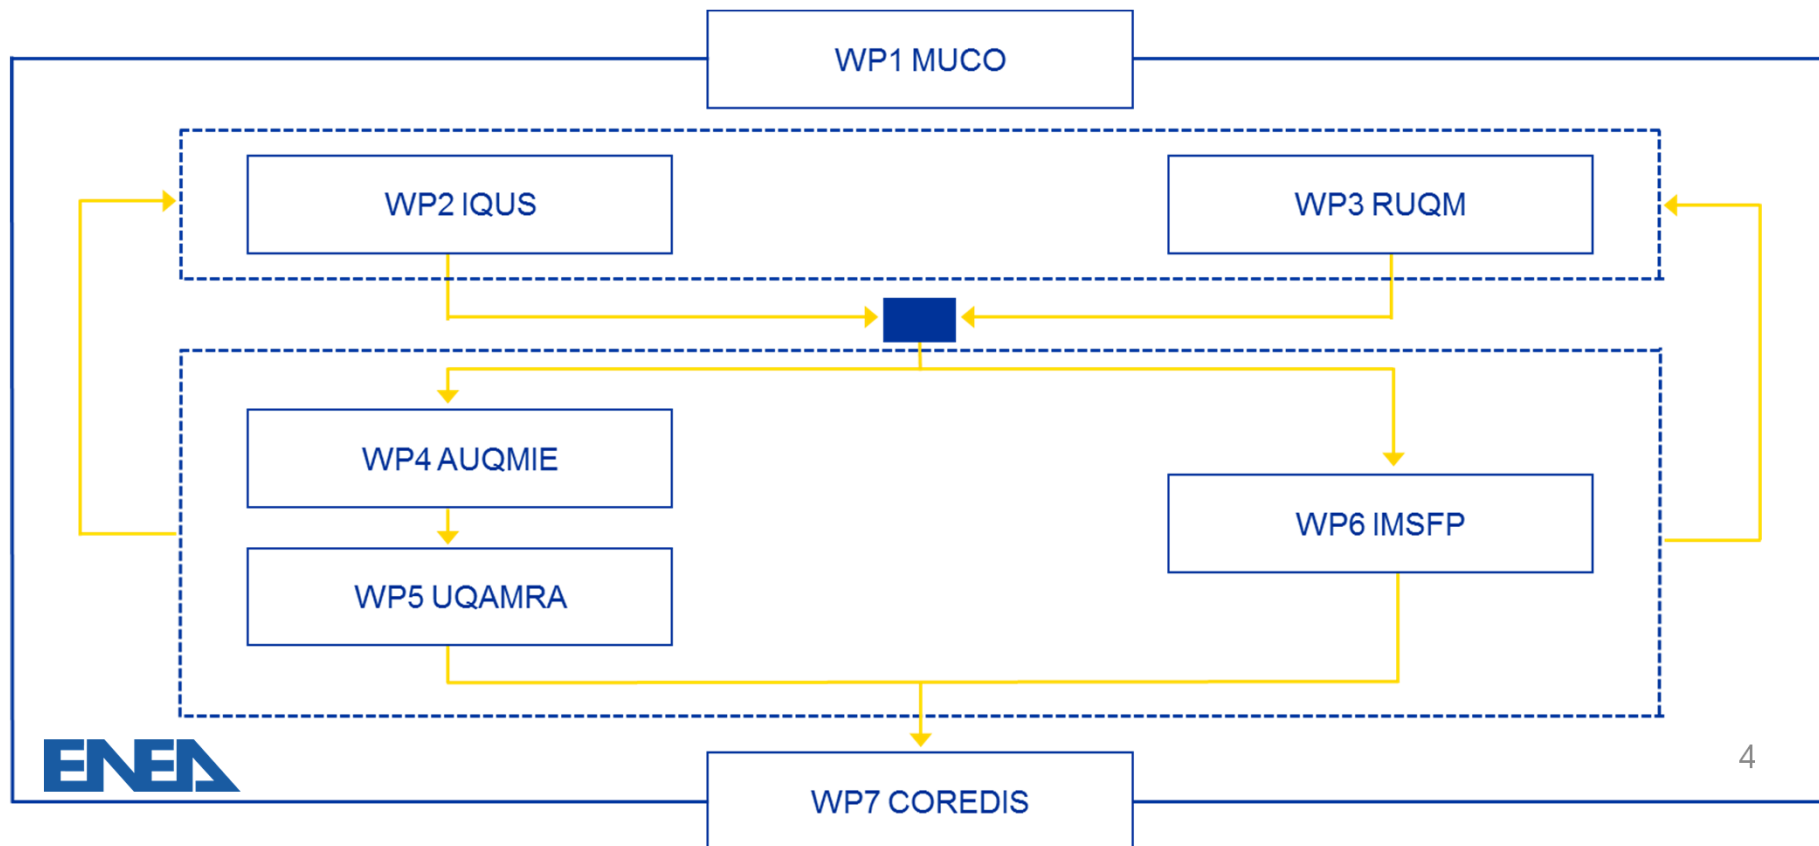 WP1 MUCO
WP2 IQUS
WP3 RUQM
WP4 AUQMIE
WP5 UQAMRA
WP6 IMSFP
ENEA
4
WP7 COREDIS